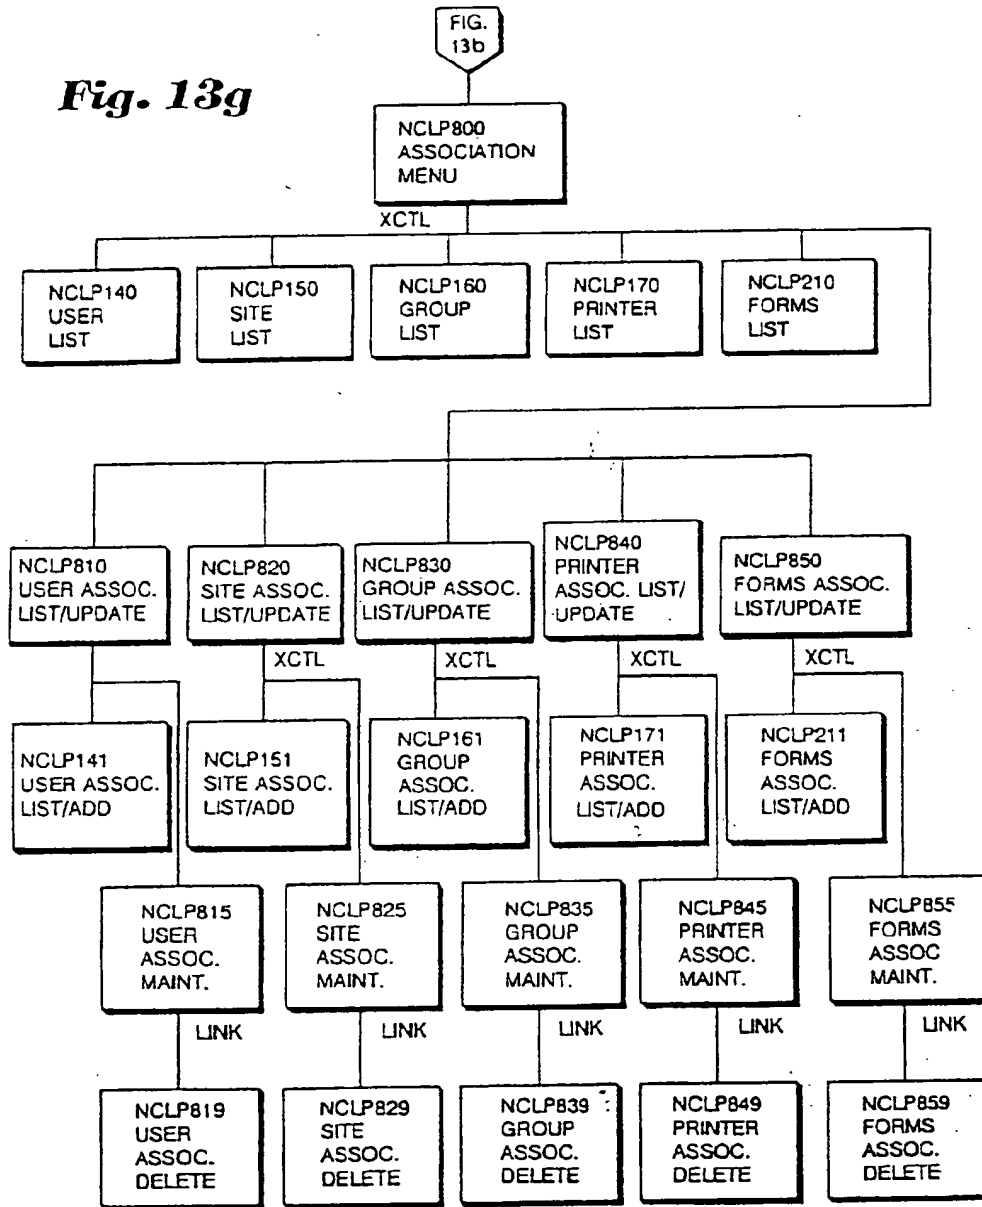 FIG.
13b
Fig. 13g
NCLP800
ASSOCIATION
MENU
XCTL
NCLP140
USER
LIST
NCLP150
SITE
LIST
NCLP160
GROUP
LIST
NCLP170
PRINTER
LIST
NCLP210
FORMS
LIST
NCLP810
USER ASSOC.
LIST/UPDATE
NCLP820
SITE ASSOC.
LIST/UPDATE
NCLP830
GROUP ASSOC.
LIST/UPDATE
NCLP840
PRINTER
ASSOC. LIST/
UPDATE
NCLP850
FORMS ASSOC.
LIST/UPDATE
XCTL
XCTL
XCTL
XCTL
NCLP141
USER ASSOC.
LIST/ADD
NCLP151
SITE ASSOC.
LIST/ADD
NCLP161
GROUP
ASSOC.
LIST/ADD
NCLP171
PRINTER
ASSOC.
LIST/ADD
NCLP211
FORMS
ASSOC.
LIST/ADD
NCLP815
USER
ASSOC.
MAINT.
NCLP825
SITE
ASSOC.
MAINT.
NCLP835
GROUP
ASSOC.
MAINT.
NCLP845
PRINTER
ASSOC.
MAINT.
NCLP855
FORMS
ASSOC
MAINT.
LINK
LINK
LINK
LINK
LINK
NCLP819
USER
ASSOC.
DELETE
NCLP829
SITE
ASSOC.
DELETE
NCLP839
GROUP
ASSOC.
DELETE
NCLP849
PRINTER
ASSOC.
DELETE
NCLP859
FORMS
ASSOC.
DELETE